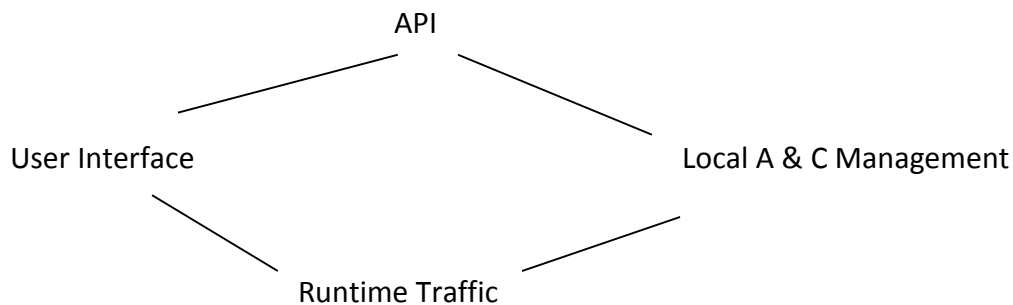 API
User Interface
Local A & C Management
Runtime Traffic